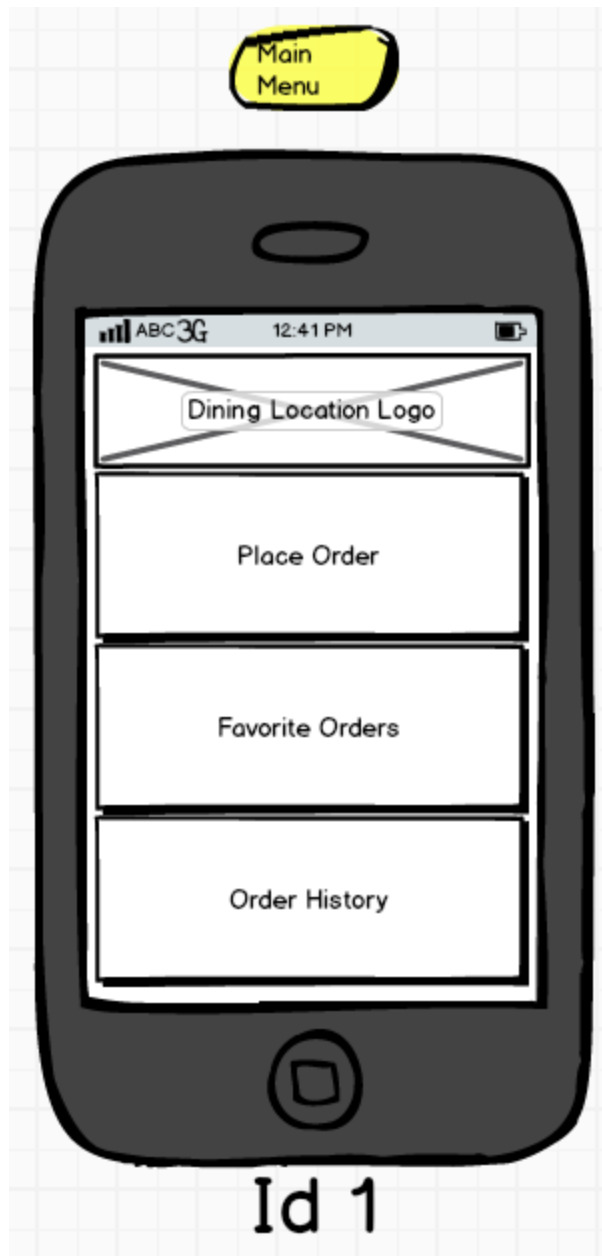 Main
Menu
ABC 3G 12:41 PM
Dining Location Logo
Place Order
Favorite Orders
Order History
Id 1